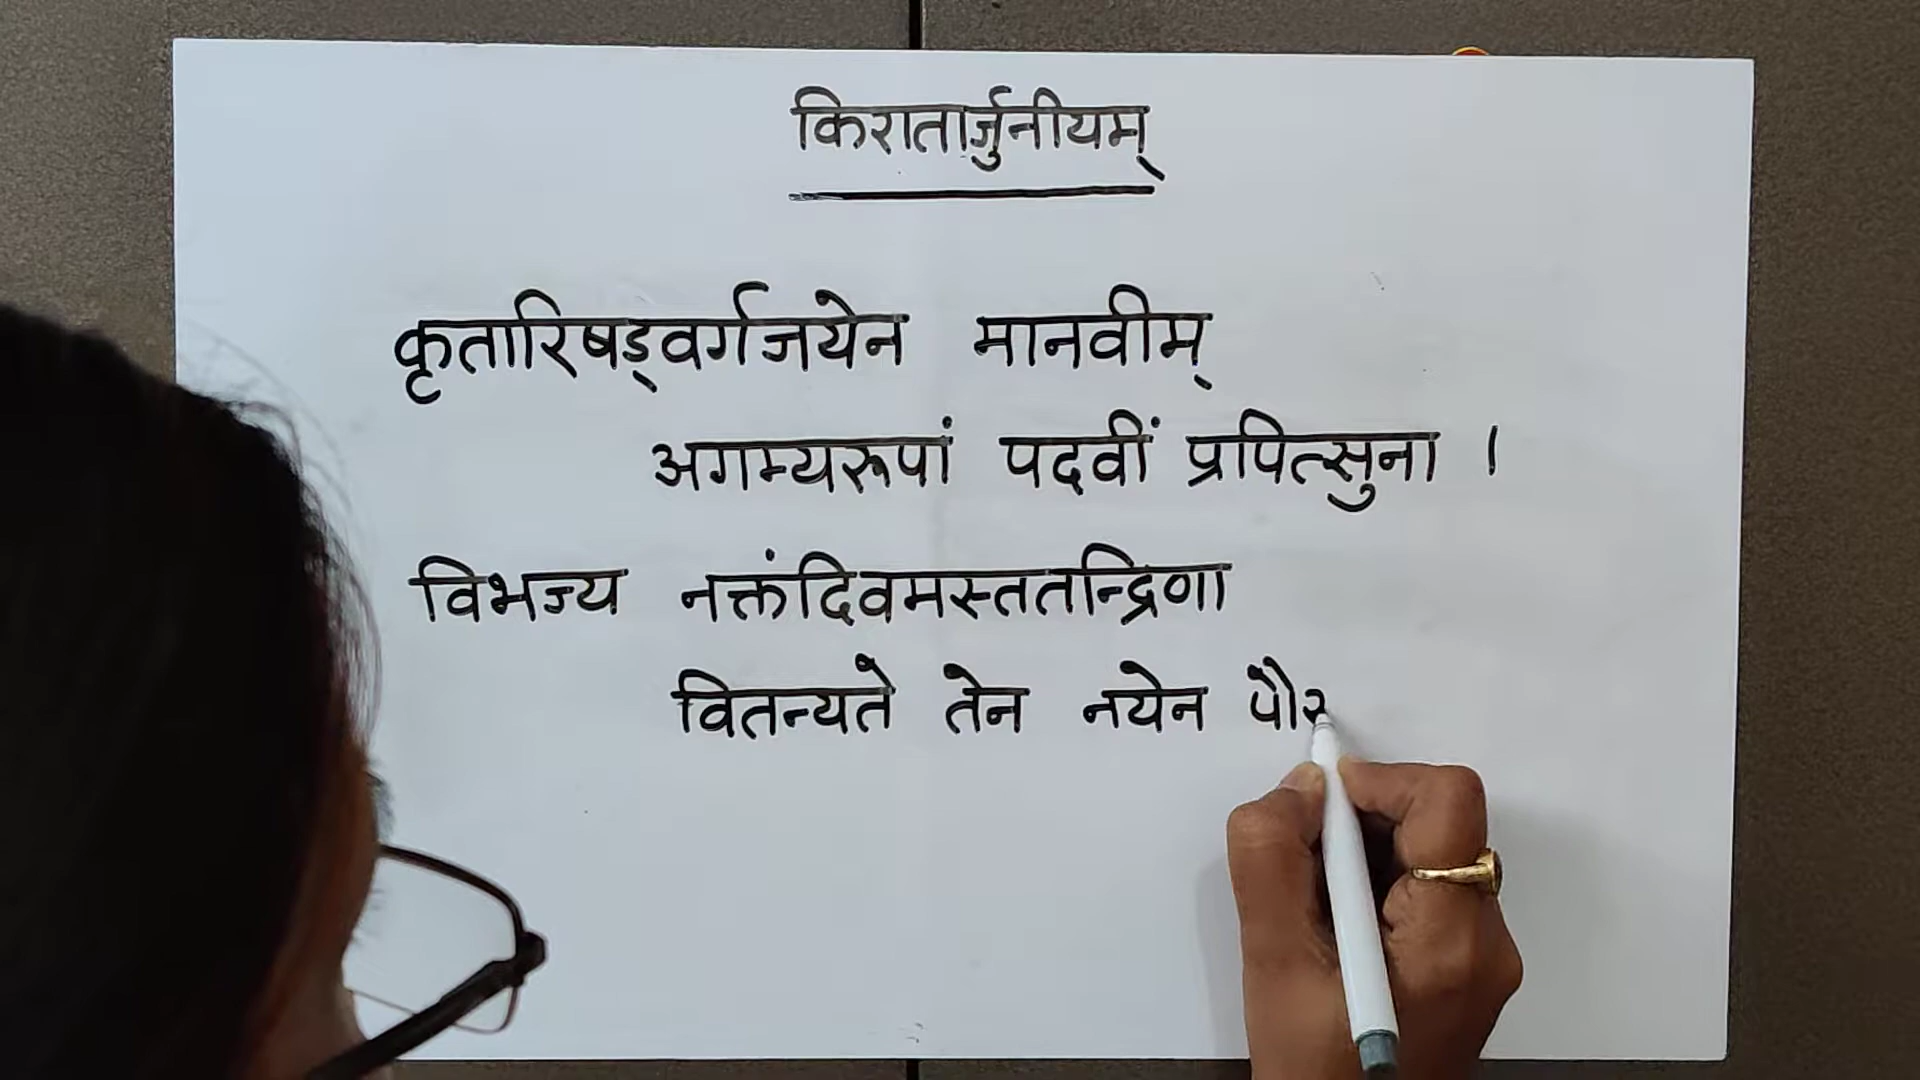 किरातार्जुनीयम्
कृतारिषड्वर्गजयेन मानवीम्
अगम्यरुपां पदवीं प्रपित्सुना ।
विभज्य नक्तंदिवमस्ततन्द्रिणा
वितन्यते तेन नयेन पौर